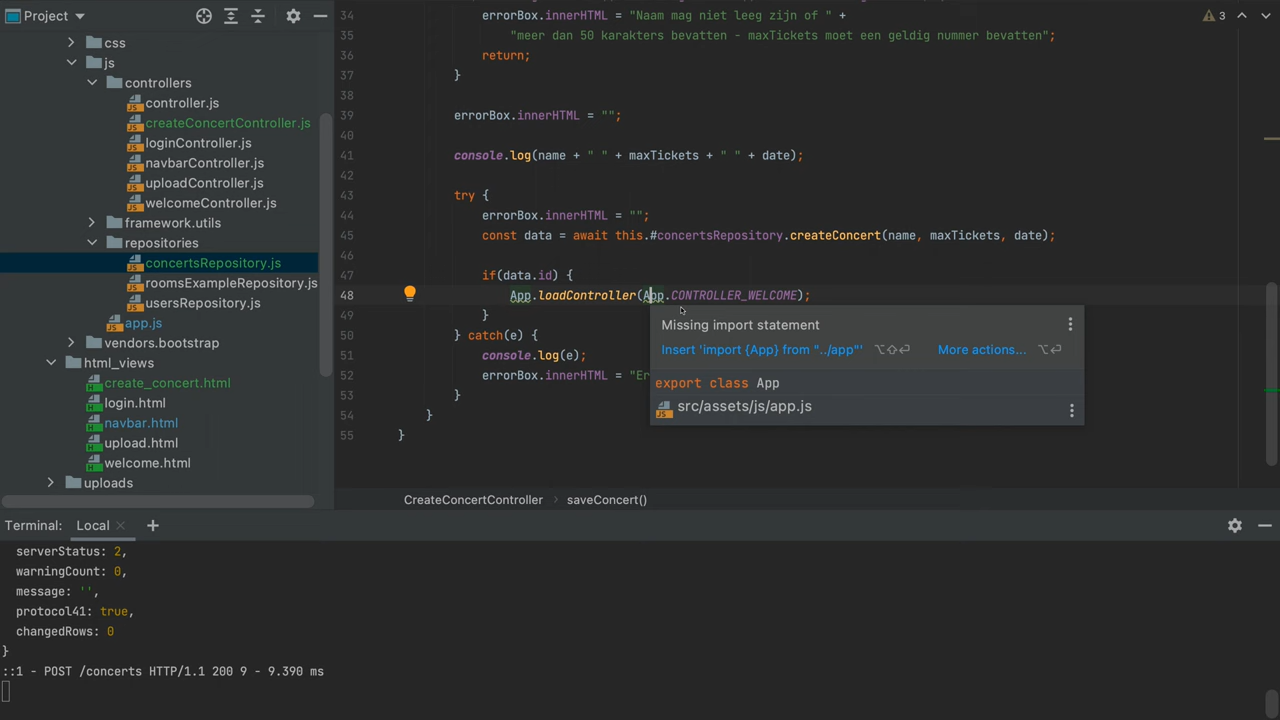 Project
css
js
controllers
controller.js
createConcertController.js
loginController.js
navbarController.js
uploadController.js
welcomeController.js
framework.utils
repositories
concertsRepository.js
roomsExampleRepository.js
usersRepository.js
app.js
vendors.bootstrap
html_views
create_concert.html
login.html
navbar.html
upload.html
welcome.html
uploads
3
34 errorBox.innerHTML = "Naam mag niet leeg zijn of " +
35 "meer dan 50 karakters bevatten - maxTickets moet een geldig nummer bevatten";
36 return;
37 }
38
39 errorBox.innerHTML = "";
40
41 console.log(name + " " + maxTickets + " " + date);
42
43 try {
44 errorBox.innerHTML = "";
45 const data = await this.#concertsRepository.createConcert(name, maxTickets, date);
46
47 if(data.id) {
48 App.loadController(App.CONTROLLER_WELCOME);
49 }
50 } catch(e) {
51 console.log(e);
52 errorBox.innerHTML = "Er
53 }
54 }
55 }
Missing import statement
Insert 'import {App} from "../app"' ⌥⇧⏎ More actions... ⌥⏎
export class App
src/assets/js/app.js
CreateConcertController › saveConcert()
Terminal: Local
serverStatus: 2,
warningCount: 0,
message: '',
protocol41: true,
changedRows: 0
}
::1 - POST /concerts HTTP/1.1 200 9 - 9.390 ms